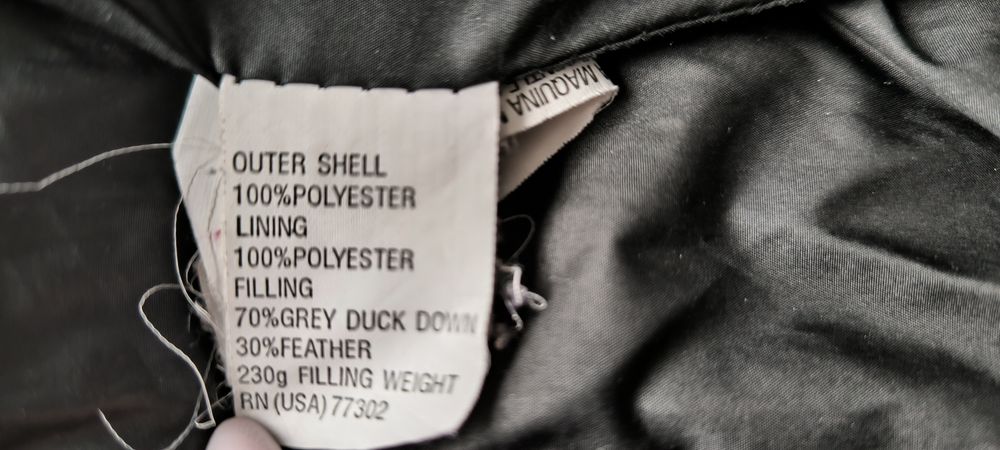 OUTER SHELL
100%POLYESTER
LINING
100%POLYESTER
FILLING
70%GREY DUCK DOWN
30%FEATHER
230g FILLING WEIGHT
RN (USA) 77302
MAQUINA